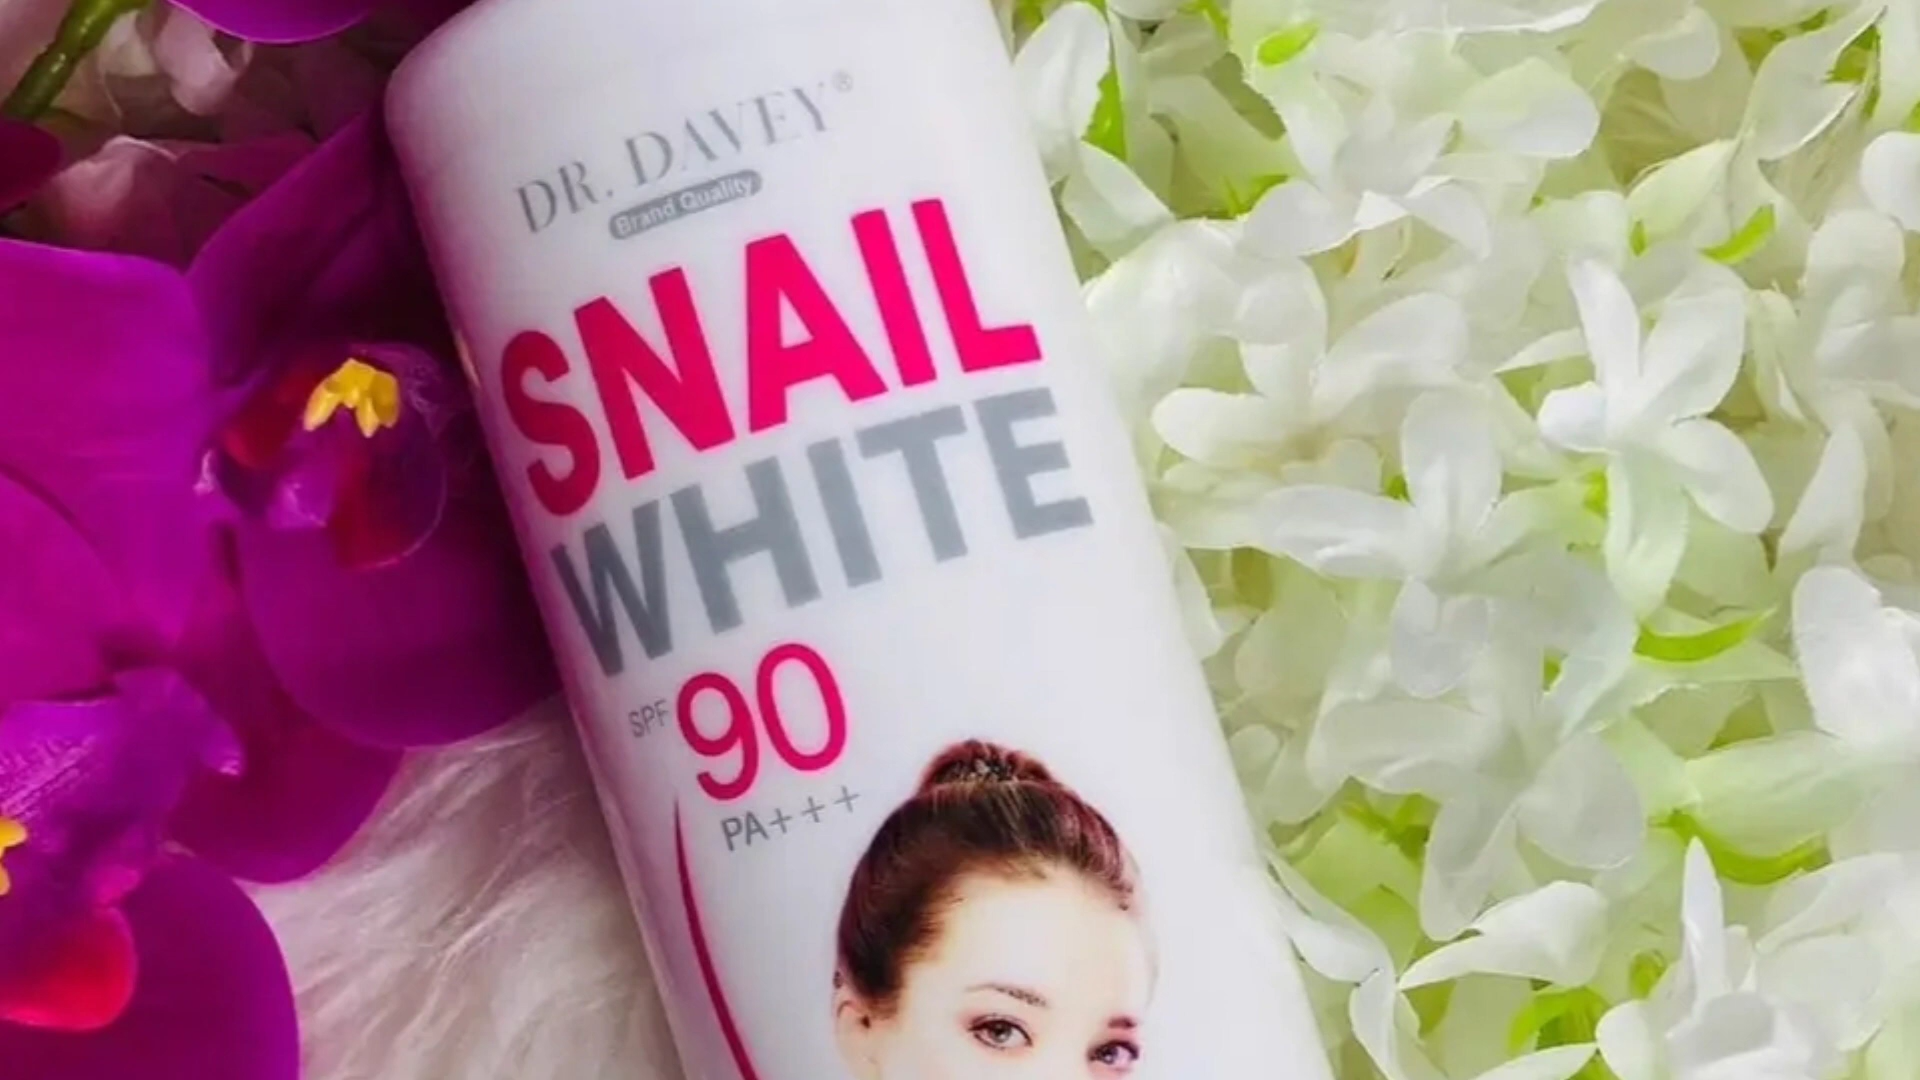 DR. DAVEY®
Brand Quality
SNAIL
WHITE
SPF 90
PA+++